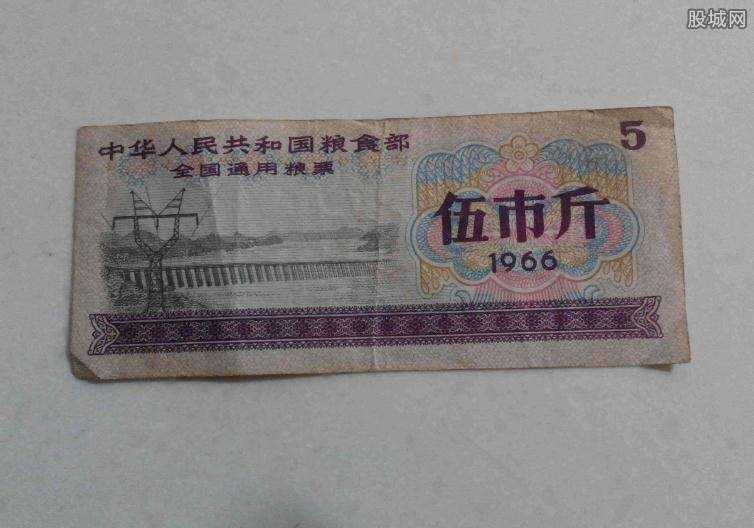 股城网
中华人民共和国粮食部
全国通用粮票
5
伍市斤
1966